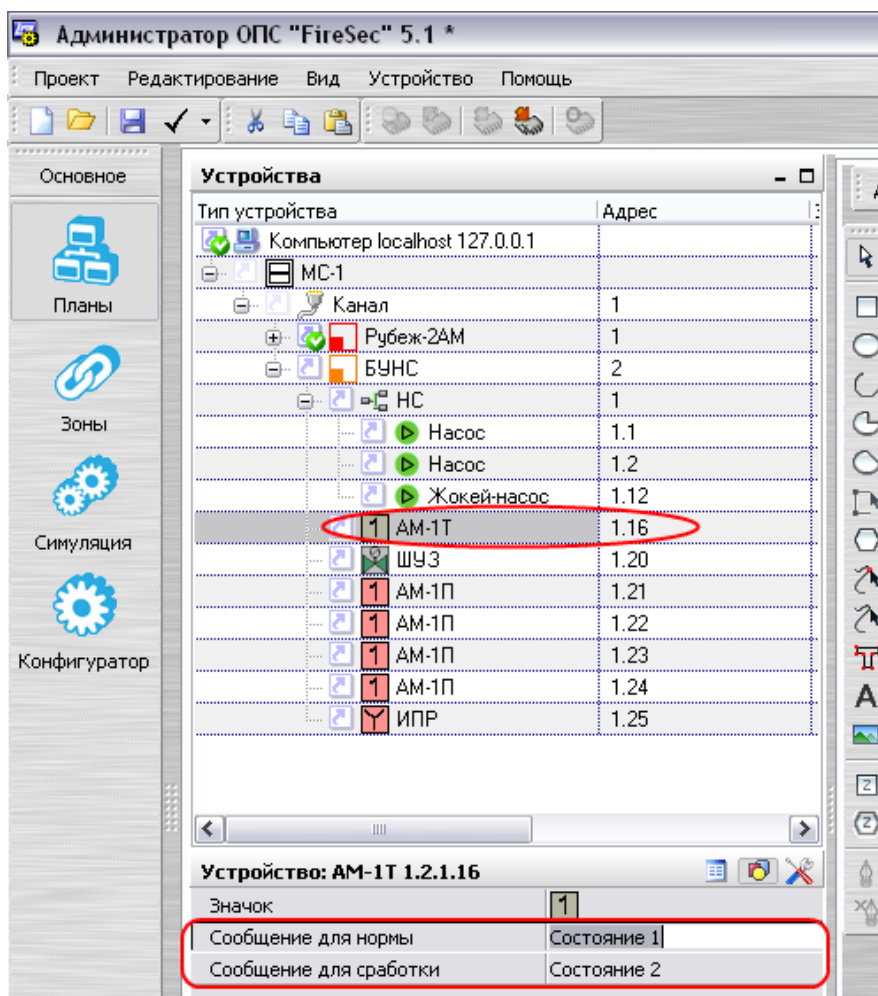 Администратор ОПС "FireSec" 5.1 *
Проект Редактирование Вид Устройство Помощь
Основное
Планы
Зоны
Симуляция
Конфигуратор
Устройства
Тип устройства Адрес
Компьютер localhost 127.0.0.1
МС-1
Канал 1
Рубеж-2АМ 1
БУНС 2
НС 1
Насос 1.1
Насос 1.2
Жокей-насос 1.12
1 АМ-1Т 1.16
ШУЗ 1.20
1 АМ-1П 1.21
1 АМ-1П 1.22
1 АМ-1П 1.23
1 АМ-1П 1.24
ИПР 1.25
Устройство: АМ-1Т 1.2.1.16
Значок 1
Сообщение для нормы Состояние 1
Сообщение для сработки Состояние 2